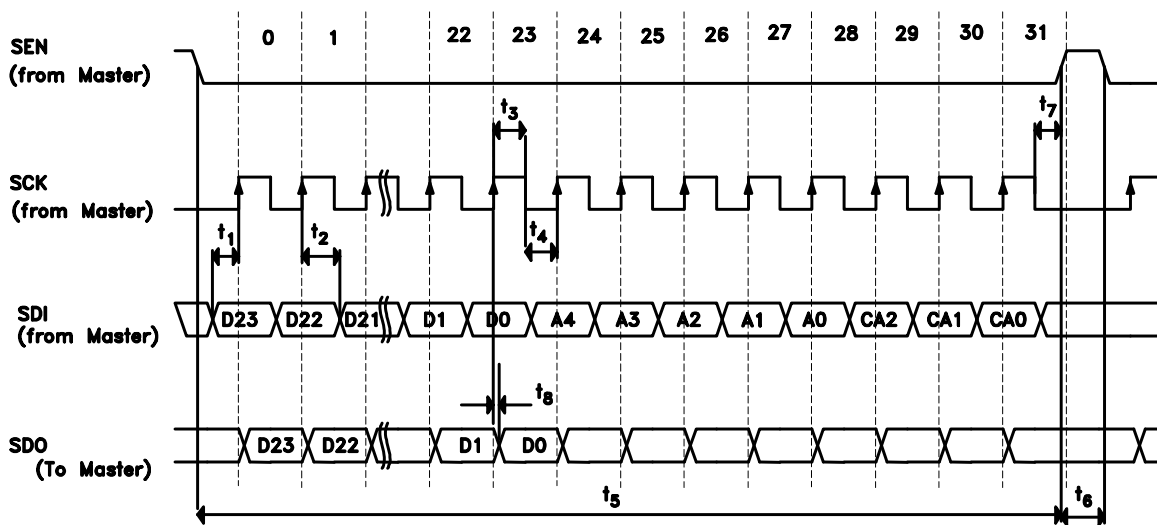 0 1 22 23 24 25 26 27 28 29 30 31
SEN
(from Master)
t3 t7
SCK
(from Master)
t1 t2 t4
SDI
(from Master)
D23 D22 D21 D1 D0 A4 A3 A2 A1 A0 CA2 CA1 CA0
t8
SDO
(To Master)
D23 D22 D1 D0
t5 t6